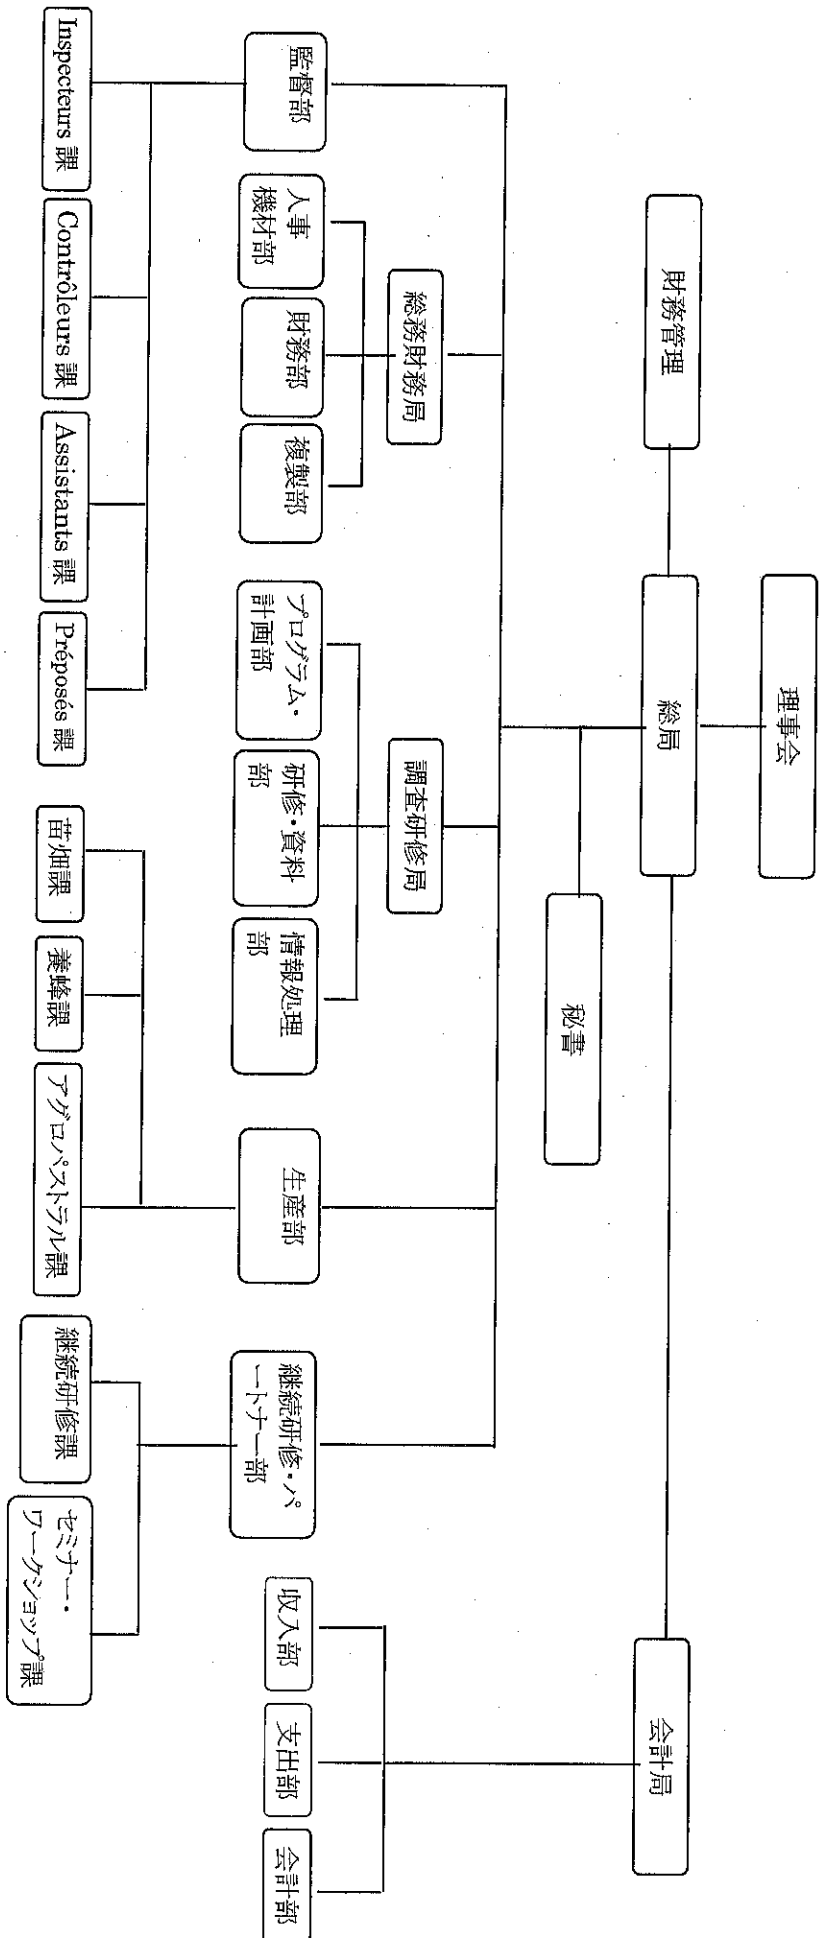 理事会
財務管理
総局
会計局
秘書
総務財務局
調査研修局
監督部
人事
機材部
財務部
複製部
プログラム・
計画部
研修・資料
部
情報処理
部
生産部
継続研修・パ
ートナー部
収入部
支出部
会計部
Inspecteurs 課
Contrôleurs 課
Assistants 課
Préposés 課
苗畑課
養蜂課
アグロパストラル課
継続研修課
セミナー・
ワークショップ課